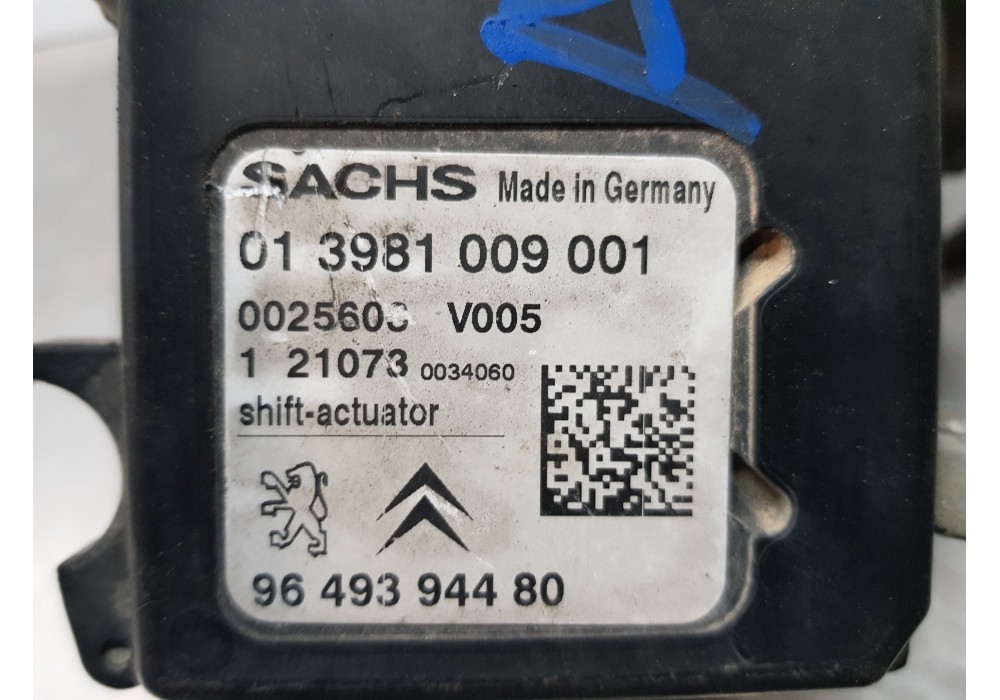 SACHS Made in Germany
01 3981 009 001
V005
1 21073 0034060
shift-actuator
96 493 944 80